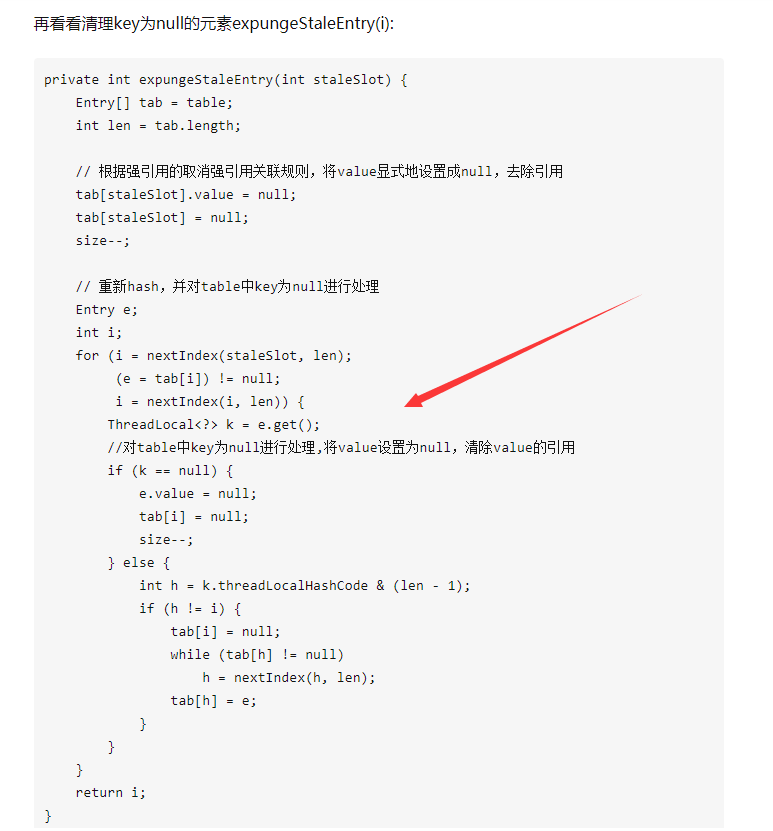 再看看清理key为null的元素expungeStaleEntry(i):
private int expungeStaleEntry(int staleSlot) {
    Entry[] tab = table;
    int len = tab.length;

    // 根据强引用的取消强引用关联规则，将value显式地设置成null，去除引用
    tab[staleSlot].value = null;
    tab[staleSlot] = null;
    size--;

    // 重新hash，并对table中key为null进行处理
    Entry e;
    int i;
    for (i = nextIndex(staleSlot, len);
         (e = tab[i]) != null;
         i = nextIndex(i, len)) {
        ThreadLocal<?> k = e.get();
        //对table中key为null进行处理,将value设置为null，清除value的引用
        if (k == null) {
            e.value = null;
            tab[i] = null;
            size--;
        } else {
            int h = k.threadLocalHashCode & (len - 1);
            if (h != i) {
                tab[i] = null;
                while (tab[h] != null)
                    h = nextIndex(h, len);
                tab[h] = e;
            }
        }
    }
    return i;
}